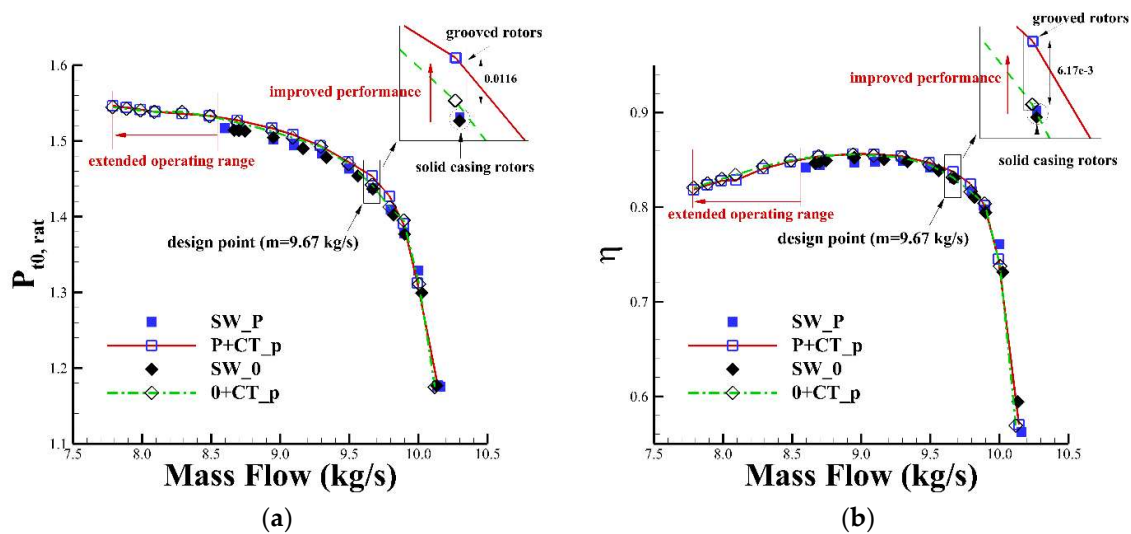 grooved rotors
0.0116
improved performance
solid casing rotors
extended operating range
design point (m=9.67 kg/s)
SW_P
P+CT_p
SW_0
0+CT_p
P t0, rat
1.6
1.5
1.4
1.3
1.2
1.1
7.5 8.0 8.5 9.0 9.5 10.0 10.5
Mass Flow (kg/s)
(a)
grooved rotors
6.17e-3
improved performance
solid casing rotors
extended operating range
design point (m=9.67 kg/s)
SW_P
P+CT_p
SW_0
0+CT_p
η
0.9
0.8
0.7
0.6
7.5 8.0 8.5 9.0 9.5 10.0 10.5
Mass Flow (kg/s)
(b)